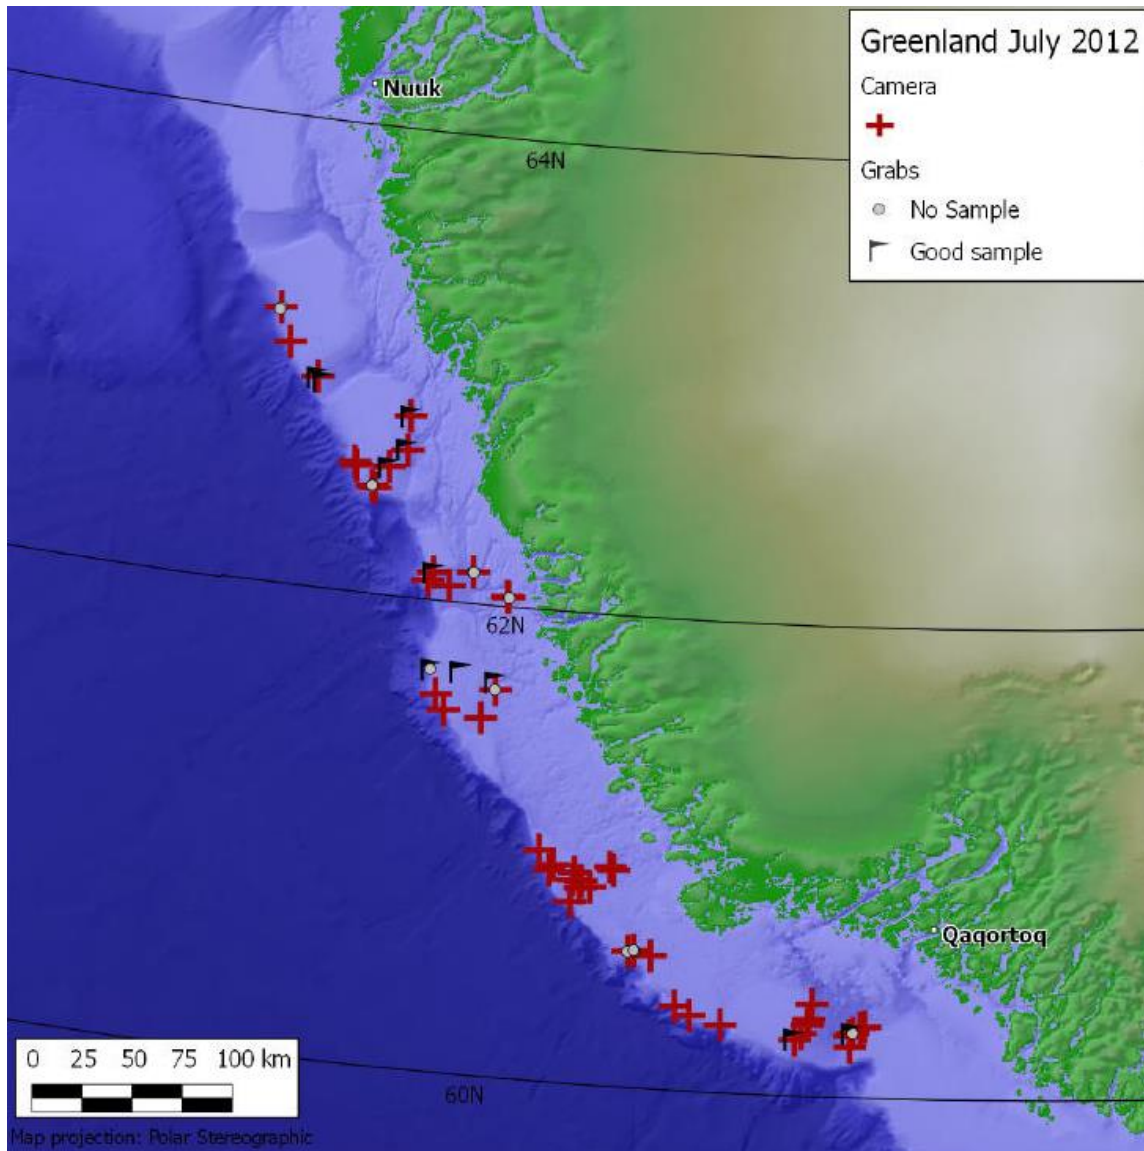 Greenland July 2012
Camera
Grabs
No Sample
Good sample
Nuuk
64N
62N
Qaqortoq
60N
0 25 50 75 100 km
Map projection: Polar Stereographic